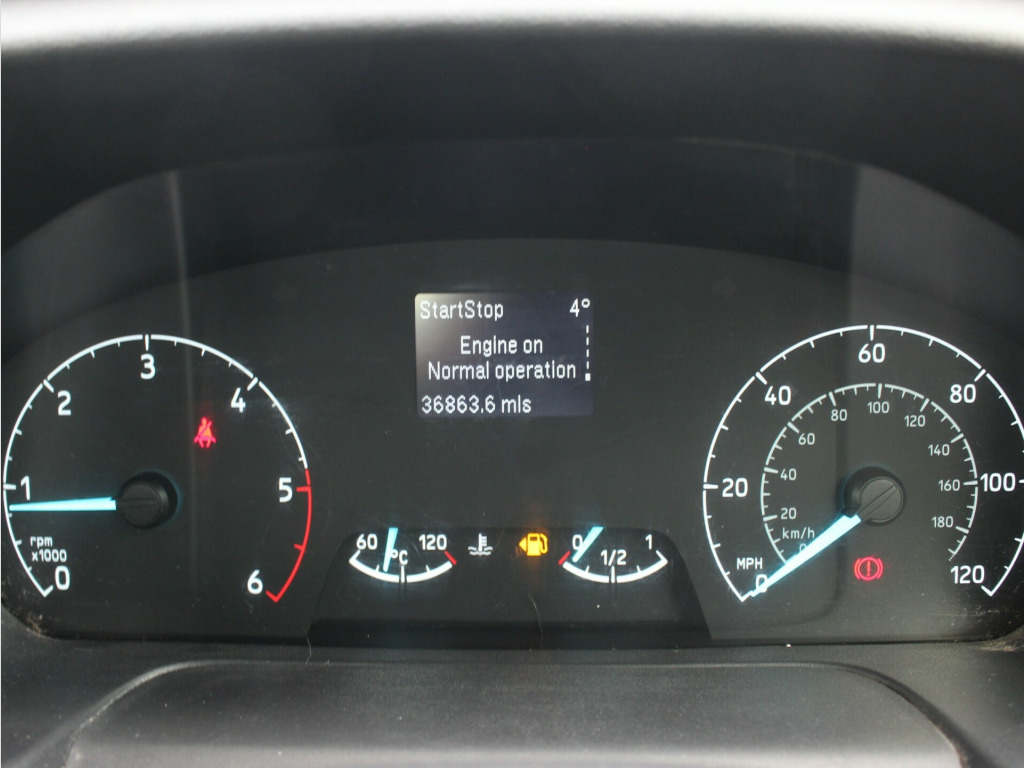 StartStop 4°
Engine on
Normal operation
36863.6 mls
0 1 2 3 4 5 6
rpm
x1000
60 °C 120
0 1/2 1
0 20 40 60 80 100 120
MPH
0 20 40 60 80 100 120 140 160 180
km/h